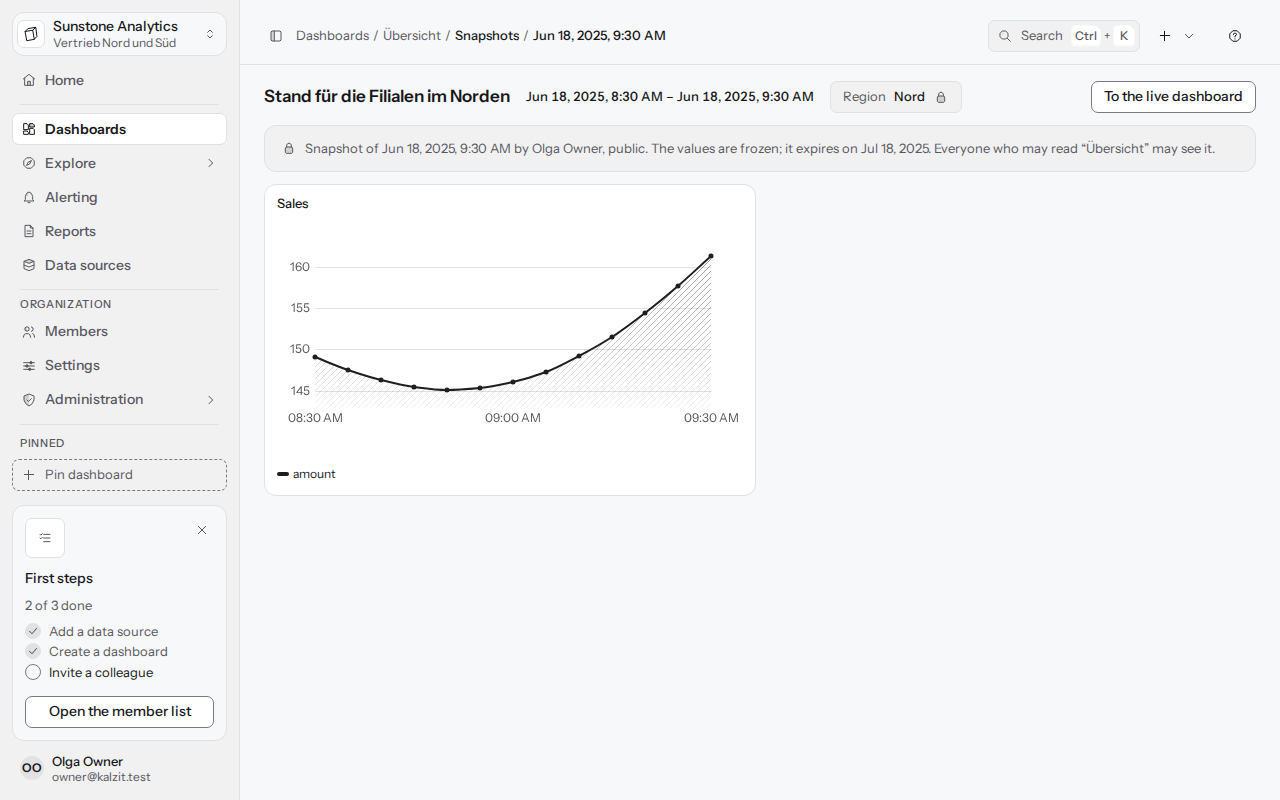 Sunstone Analytics
Vertrieb Nord und Süd
Home
Dashboards
Explore
Alerting
Reports
Data sources
ORGANIZATION
Members
Settings
Administration
PINNED
Pin dashboard
First steps
2 of 3 done
Add a data source
Create a dashboard
Invite a colleague
Open the member list
OO
Olga Owner
owner@kalzit.test
Dashboards / Übersicht / Snapshots / Jun 18, 2025, 9:30 AM
Search Ctrl + K
Stand für die Filialen im Norden
Jun 18, 2025, 8:30 AM – Jun 18, 2025, 9:30 AM
Region Nord
To the live dashboard
Snapshot of Jun 18, 2025, 9:30 AM by Olga Owner, public. The values are frozen; it expires on Jul 18, 2025. Everyone who may read “Übersicht” may see it.
Sales
160
155
150
145
08:30 AM 09:00 AM 09:30 AM
amount